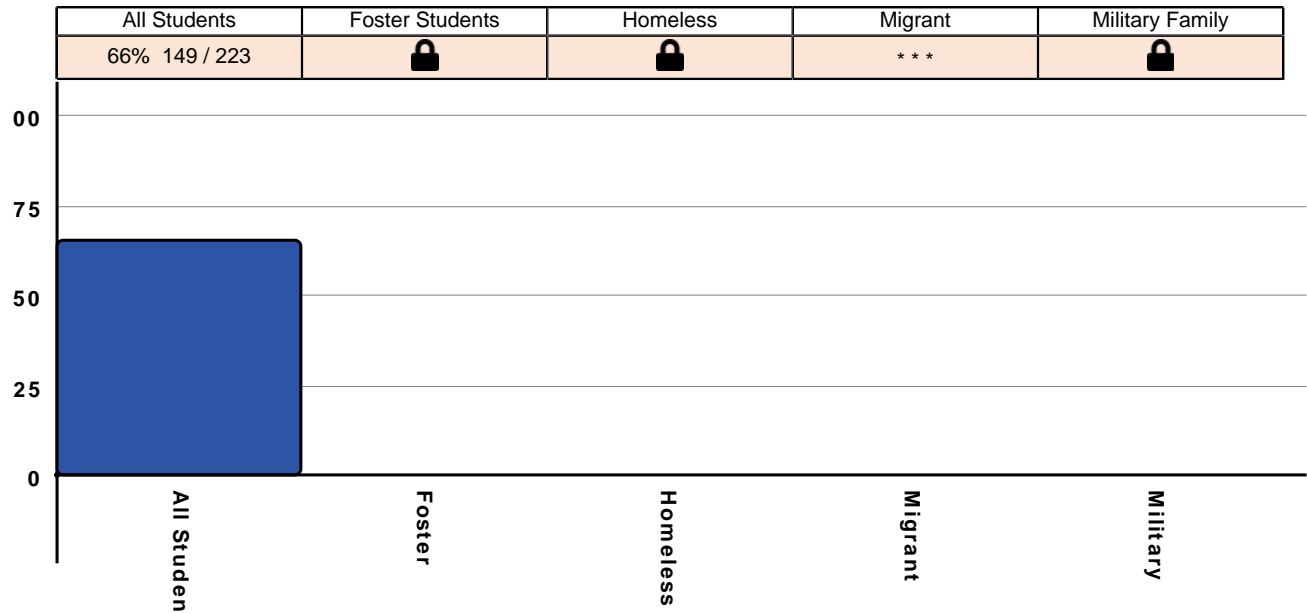 All Students Foster Students Homeless Migrant Military Family
66% 149 / 223 * * *
00
75
50
25
0
All Studen
Foster
Homeless
Migrant
Military